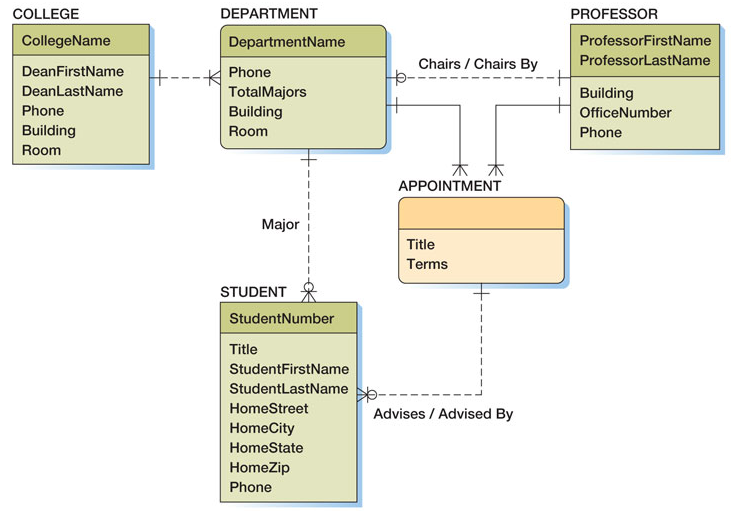 COLLEGE
CollegeName
DeanFirstName
DeanLastName
Phone
Building
Room
DEPARTMENT
DepartmentName
Phone
TotalMajors
Building
Room
Chairs / Chairs By
PROFESSOR
ProfessorFirstName
ProfessorLastName
Building
OfficeNumber
Phone
APPOINTMENT
Title
Terms
Major
STUDENT
StudentNumber
Title
StudentFirstName
StudentLastName
HomeStreet
HomeCity
HomeState
HomeZip
Phone
Advises / Advised By